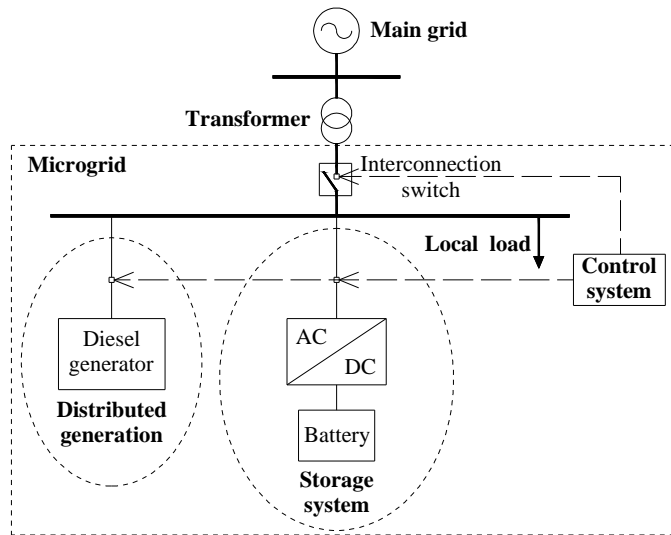 Main grid
Transformer
Microgrid
Interconnection
switch
Local load
Control
system
Diesel
generator
AC
DC
Distributed
generation
Battery
Storage
system